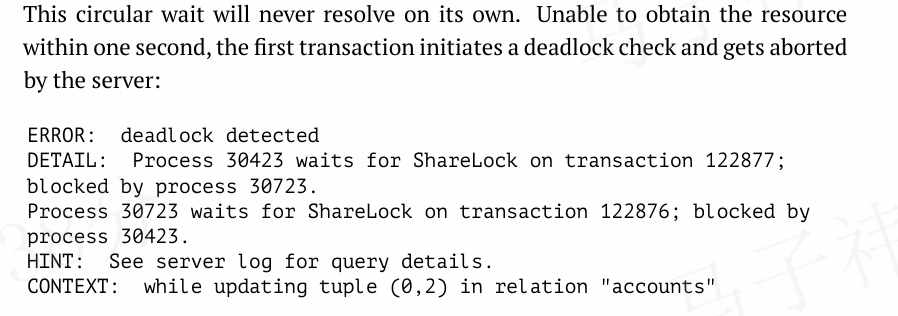 This circular wait will never resolve on its own. Unable to obtain the resource
within one second, the first transaction initiates a deadlock check and gets aborted
by the server:
ERROR:  deadlock detected
DETAIL:  Process 30423 waits for ShareLock on transaction 122877;
blocked by process 30723.
Process 30723 waits for ShareLock on transaction 122876; blocked by
process 30423.
HINT:  See server log for query details.
CONTEXT:  while updating tuple (0,2) in relation "accounts"